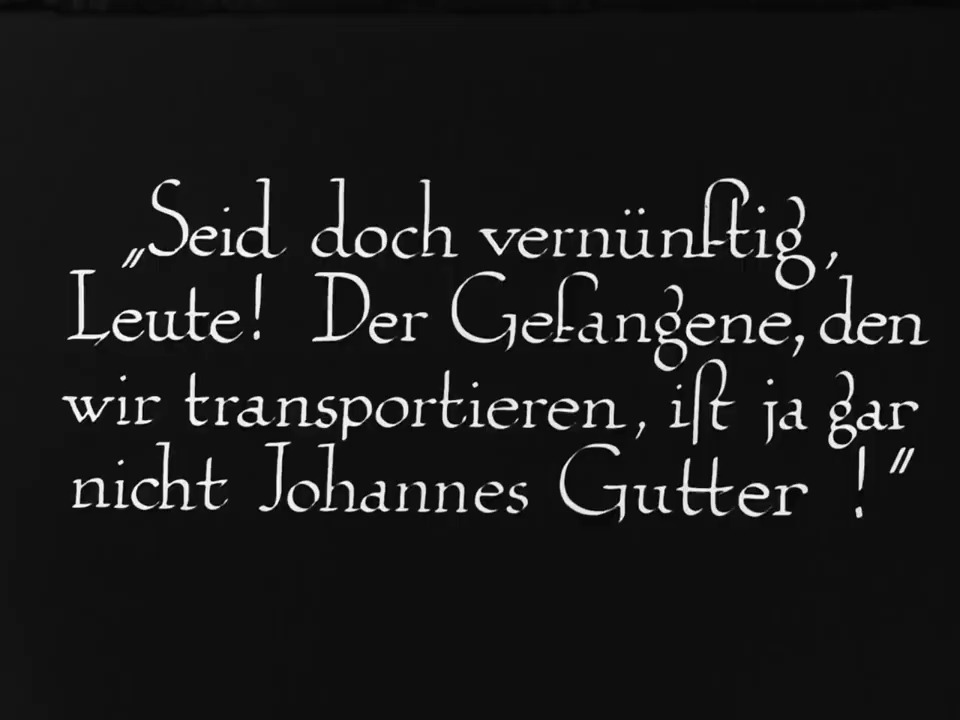 „Seid doch vernünftig,
Leute! Der Gefangene, den
wir transportieren, iſt ja gar
nicht Johannes Gutter !"